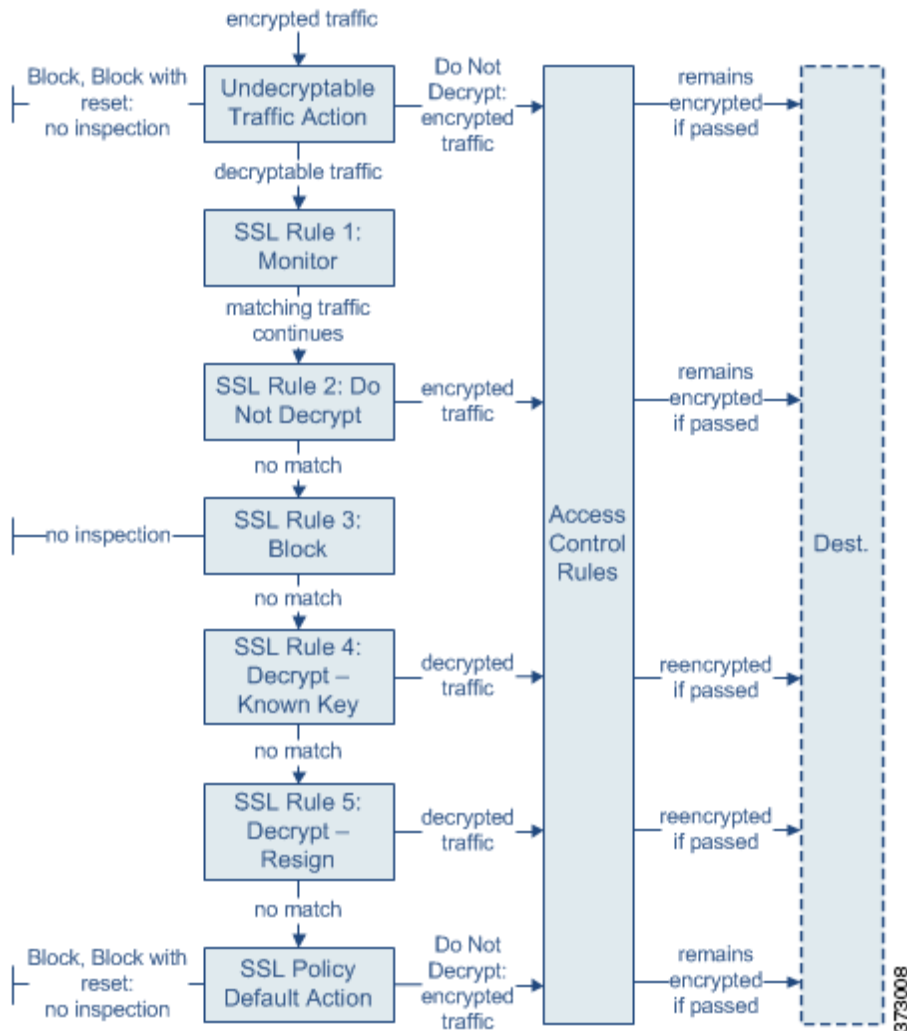 encrypted traffic
Block, Block with
reset:
no inspection
Undecryptable
Traffic Action
Do Not
Decrypt:
encrypted
traffic
remains
encrypted
if passed
decryptable traffic
SSL Rule 1:
Monitor
matching traffic
continues
SSL Rule 2: Do
Not Decrypt
encrypted
traffic
remains
encrypted
if passed
no match
no inspection
SSL Rule 3:
Block
Access
Control
Rules
Dest.
no match
SSL Rule 4:
Decrypt –
Known Key
decrypted
traffic
reencrypted
if passed
no match
SSL Rule 5:
Decrypt –
Resign
decrypted
traffic
reencrypted
if passed
no match
Block, Block with
reset:
no inspection
SSL Policy
Default Action
Do Not
Decrypt:
encrypted
traffic
remains
encrypted
if passed
373008